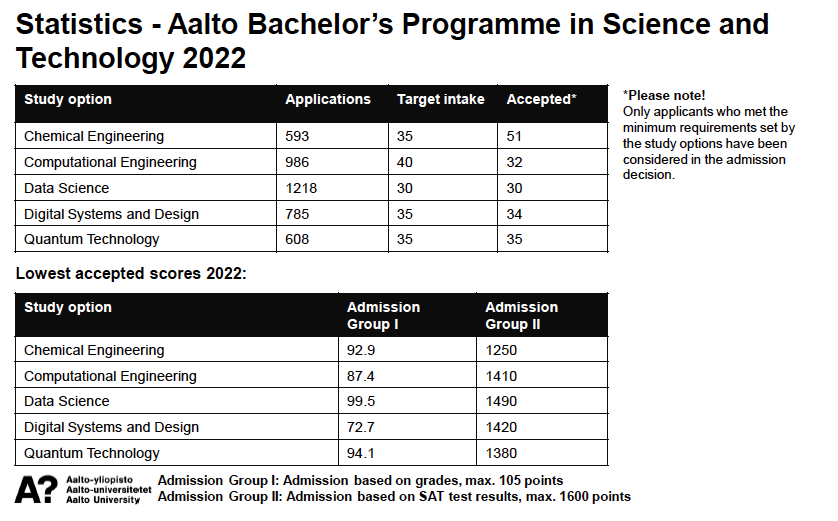 Statistics - Aalto Bachelor’s Programme in Science and
Technology 2022
Study option Applications Target intake Accepted*
Chemical Engineering 593 35 51
Computational Engineering 986 40 32
Data Science 1218 30 30
Digital Systems and Design 785 35 34
Quantum Technology 608 35 35
*Please note!
Only applicants who met the
minimum requirements set by
the study options have been
considered in the admission
decision.
Lowest accepted scores 2022:
Study option Admission Group I Admission Group II
Chemical Engineering 92.9 1250
Computational Engineering 87.4 1410
Data Science 99.5 1490
Digital Systems and Design 72.7 1420
Quantum Technology 94.1 1380
A?
Aalto-yliopisto
Aalto-universitetet
Aalto University
Admission Group I: Admission based on grades, max. 105 points
Admission Group II: Admission based on SAT test results, max. 1600 points